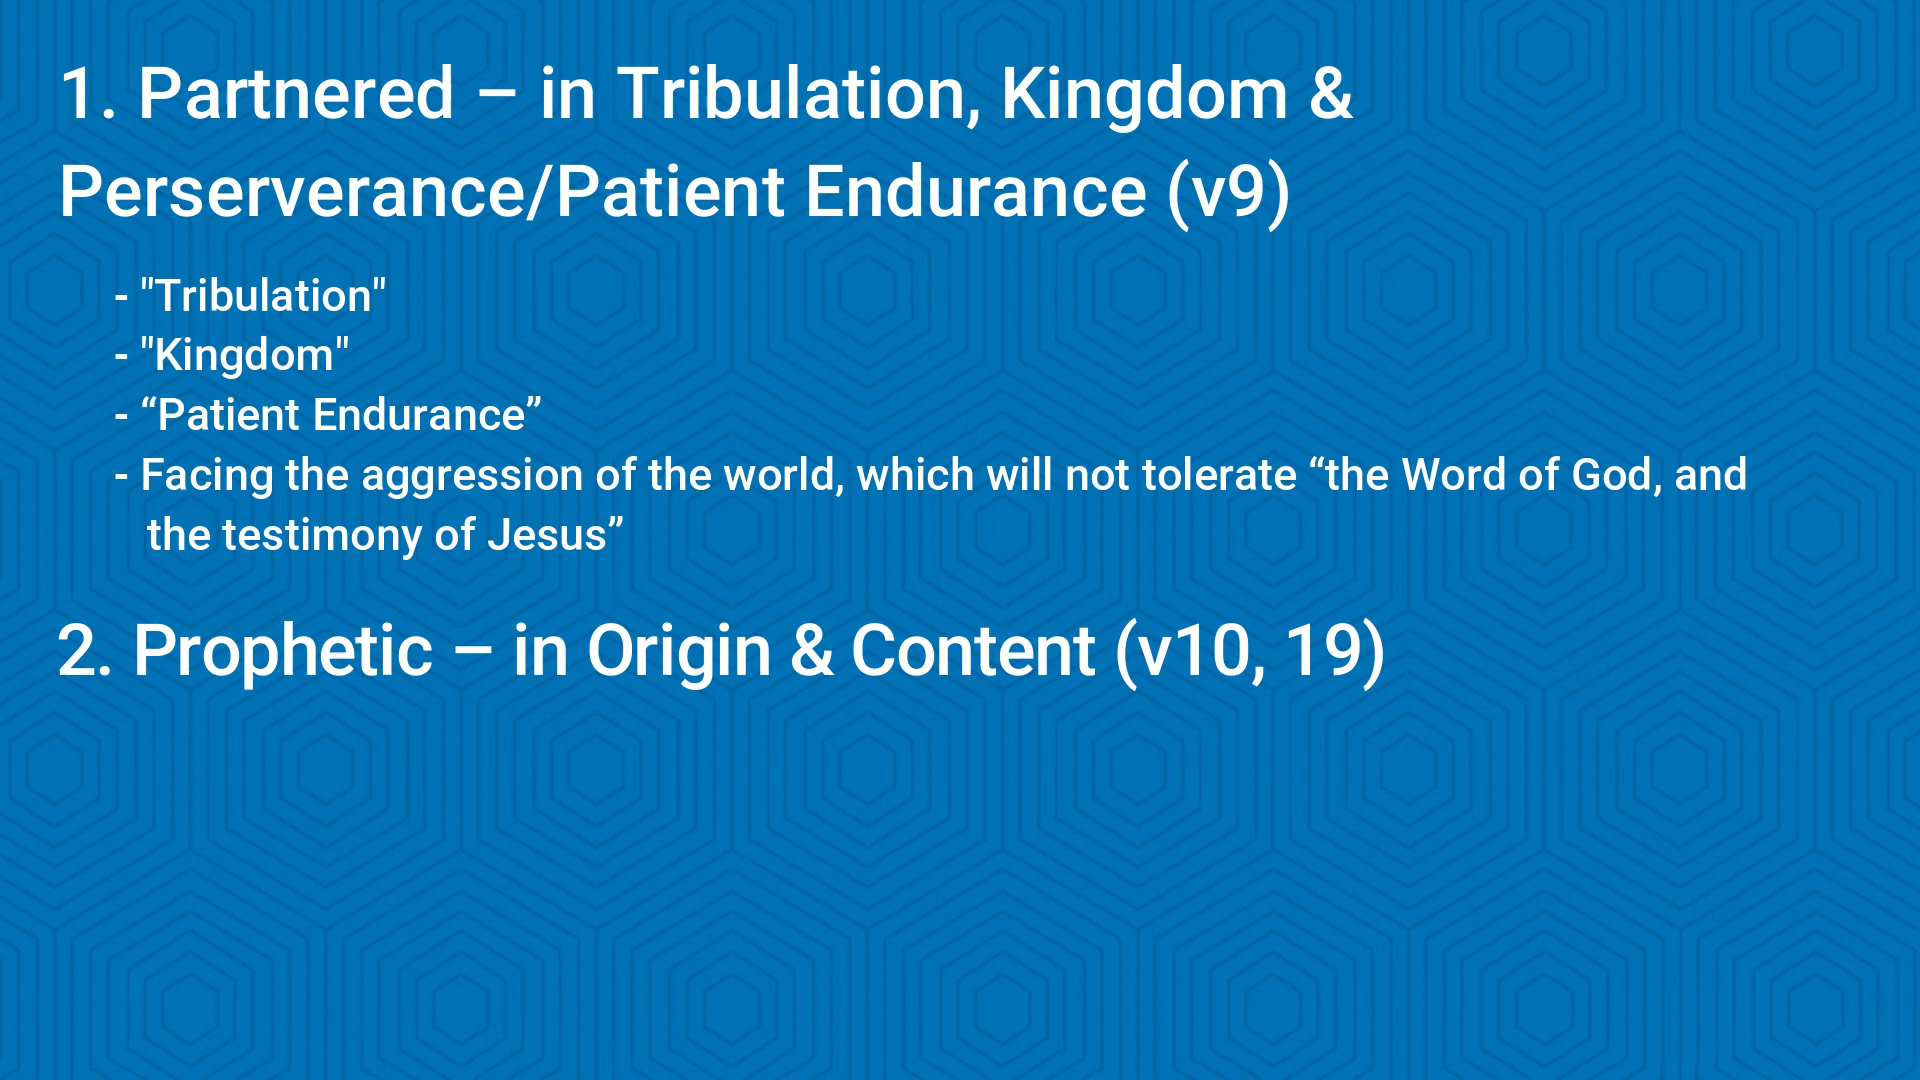 1. Partnered – in Tribulation, Kingdom &
Perserverance/Patient Endurance (v9)
- "Tribulation"
- "Kingdom"
- “Patient Endurance”
- Facing the aggression of the world, which will not tolerate “the Word of God, and
the testimony of Jesus”
2. Prophetic – in Origin & Content (v10, 19)